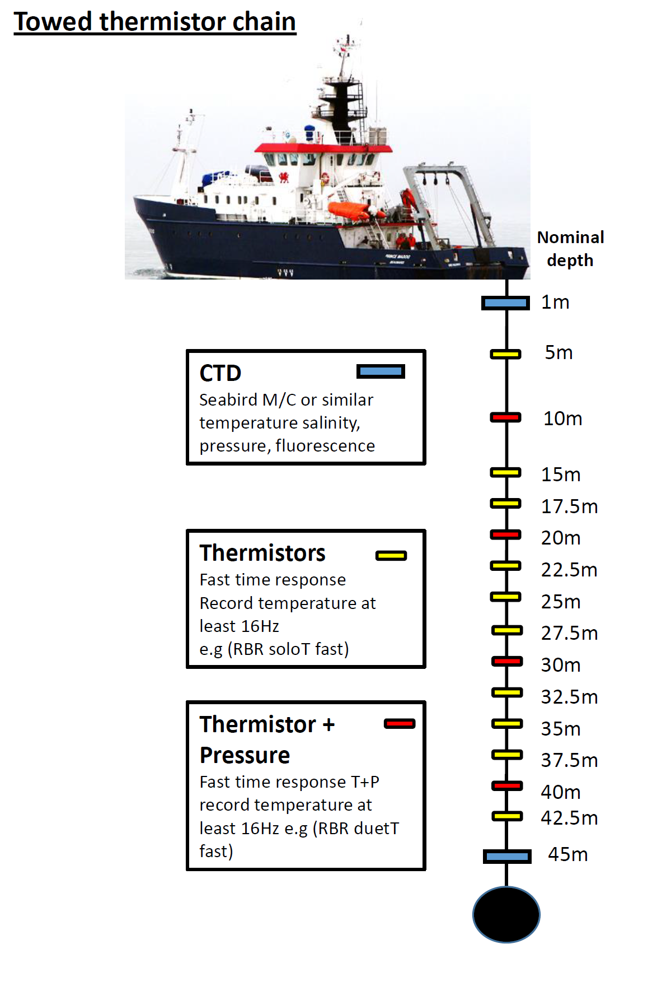 Towed thermistor chain
PRINCE MADOG
BEAUMARIS
Nominal
depth
1m
5m
10m
15m
17.5m
20m
22.5m
25m
27.5m
30m
32.5m
35m
37.5m
40m
42.5m
45m
CTD
Seabird M/C or similar
temperature salinity,
pressure, fluorescence
Thermistors
Fast time response
Record temperature at
least 16Hz
e.g (RBR soloT fast)
Thermistor +
Pressure
Fast time response T+P
record temperature at
least 16Hz e.g (RBR duetT
fast)